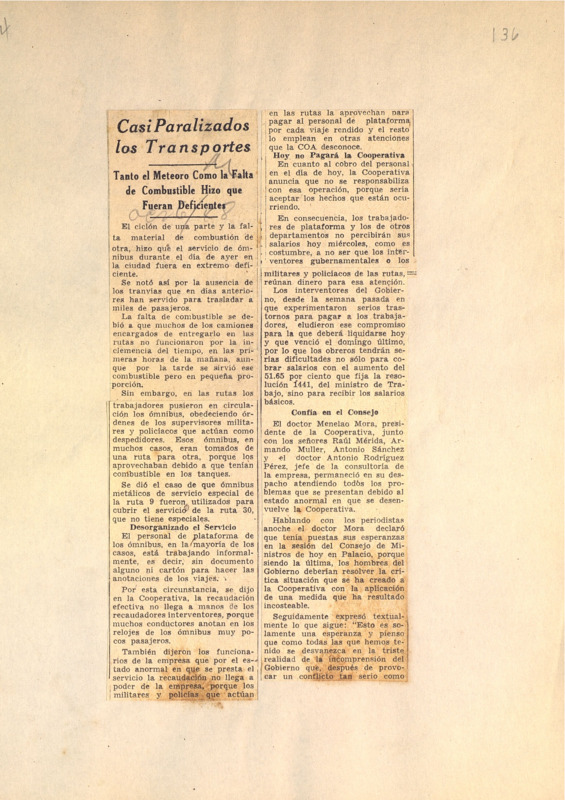 136
Casi Paralizados
los Transportes
Tanto el Meteoro Como la Falta
de Combustible Hizo que
Fueran Deficientes
El ciclón de una parte y la fal-
ta material de combustión de
otra, hizo que el servicio de óm-
nibus durante el día de ayer en
la ciudad fuera en extremo defi-
ciente.
Se notó así por la ausencia de
los tranvías que en días anterio-
res han servido para trasladar a
miles de pasajeros.
La falta de combustible se de-
bió a que muchos de los camiones
encargados de entregarlo en las
rutas no funcionaron por la in-
clemencia del tiempo, en las pri-
meras horas de la mañana, aun-
que por la tarde se sirvió ese
combustible pero en pequeña pro-
porción.
Sin embargo, en las rutas los
trabajadores pusieron en circula-
ción los ómnibus, obedeciendo ór-
denes de los supervisores milita-
res y policíacos que actúan como
despedidores. Esos ómnibus, en
muchos casos, eran tomados de
una ruta para otra, porque los
aprovechaban debido a que tenían
combustible en los tanques.
Se dió el caso de que ómnibus
metálicos de servicio especial de
la ruta 9 fueron utilizados para
cubrir el servicio de la ruta 30,
que no tiene especiales.
Desorganizado el Servicio
El personal de plataforma de
los ómnibus, en la mayoría de los
casos, está trabajando informal-
mente, es decir, sin documento
alguno ni cartón para hacer las
anotaciones de los viajes.
Por esta circunstancia, se dijo
en la Cooperativa, la recaudación
efectiva no llega a manos de los
recaudadores interventores, porque
muchos conductores anotan en los
relojes de los ómnibus muy po-
cos pasajeros.
También dijeron los funciona-
rios de la empresa que por el es-
tado anormal en que se presta el
servicio la recaudación no llega a
poder de la empresa, porque los
militares y policías que actúan
en las rutas la aprovechan para
pagar al personal de plataforma
por cada viaje rendido y el resto
lo emplean en otras atenciones
que la COA desconoce.
Hoy no Pagará la Cooperativa
En cuanto al cobro del personal
en el día de hoy, la Cooperativa
anuncia que no se responsabiliza
con esa operación, porque sería
aceptar los hechos que están ocu-
rriendo.
En consecuencia, los trabajado-
res de plataforma y los de otros
departamentos no percibirán sus
salarios hoy miércoles, como es
costumbre, a no ser que los inter-
ventores gubernamentales o los
militares y policíacos de las rutas,
reúnan dinero para esa atención.
Los interventores del Gobier-
no, desde la semana pasada en
que experimentaron serios tras-
tornos para pagar a los trabaja-
dores, eludieron ese compromiso
para la que deberá liquidarse hoy
y que venció el domingo último,
por lo que los obreros tendrán se-
rias dificultades no sólo para co-
brar salarios con el aumento del
51.65 por ciento que fija la reso-
lución 1441, del ministro de Tra-
bajo, sino para recibir los salarios
básicos.
Confía en el Consejo
El doctor Menelao Mora, presi-
dente de la Cooperativa, junto
con los señores Raúl Mérida, Ar-
mando Muller, Antonio Sánchez
y el doctor Antonio Rodríguez
Pérez, jefe de la consultoría de
la empresa, permaneció en su des-
pacho atendiendo todos los pro-
blemas que se presentan debido al
estado anormal en que se desen-
vuelve la Cooperativa.
Hablando con los periodistas
anoche el doctor Mora declaró
que tenía puestas sus esperanzas
en la sesión del Consejo de Mi-
nistros de hoy en Palacio, porque
siendo la última, los hombres del
Gobierno deberían resolver la crí-
tica situación que se ha creado a
la Cooperativa con la aplicación
de una medida que ha resultado
incosteable.
Seguidamente expresó textual-
mente lo que sigue: "Esto es so-
lamente una esperanza y pienso
que como todas las que hemos te-
nido se desvanezca en la triste
realidad de la incomprensión del
Gobierno que, después de provo-
car un conflicto tan serio como